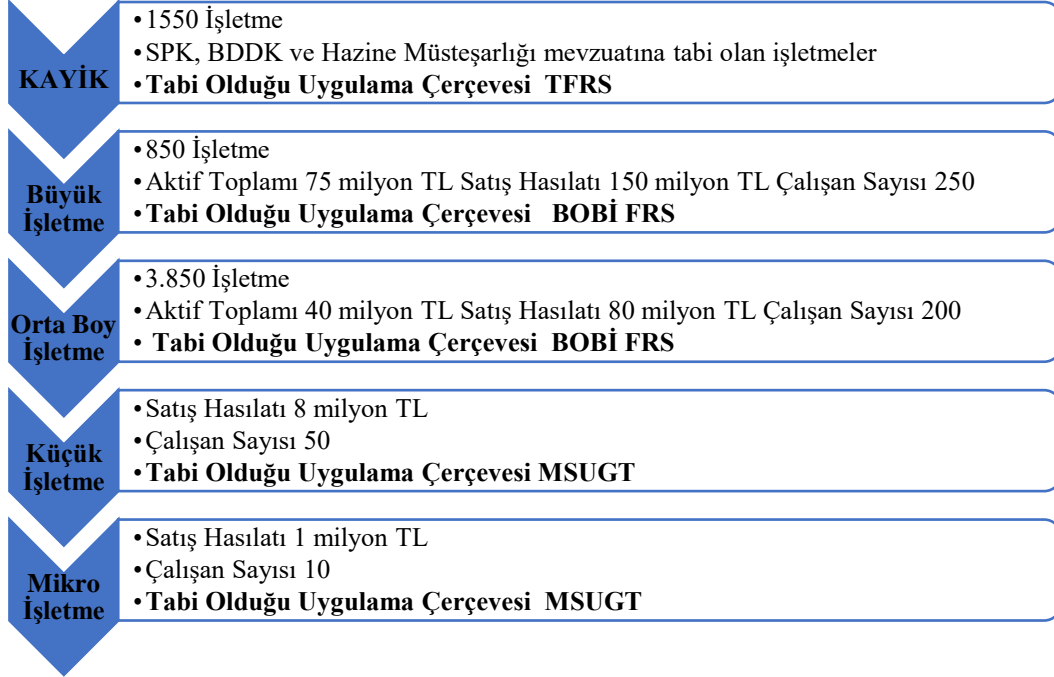 KAYİK
•1550 İşletme
•SPK, BDDK ve Hazine Müsteşarlığı mevzuatına tabi olan işletmeler
•Tabi Olduğu Uygulama Çerçevesi TFRS
Büyük
İşletme
•850 İşletme
•Aktif Toplamı 75 milyon TL Satış Hasılatı 150 milyon TL Çalışan Sayısı 250
•Tabi Olduğu Uygulama Çerçevesi BOBİ FRS
Orta Boy
İşletme
•3.850 İşletme
•Aktif Toplamı 40 milyon TL Satış Hasılatı 80 milyon TL Çalışan Sayısı 200
• Tabi Olduğu Uygulama Çerçevesi BOBİ FRS
Küçük
İşletme
•Satış Hasılatı 8 milyon TL
•Çalışan Sayısı 50
•Tabi Olduğu Uygulama Çerçevesi MSUGT
Mikro
İşletme
•Satış Hasılatı 1 milyon TL
•Çalışan Sayısı 10
•Tabi Olduğu Uygulama Çerçevesi MSUGT